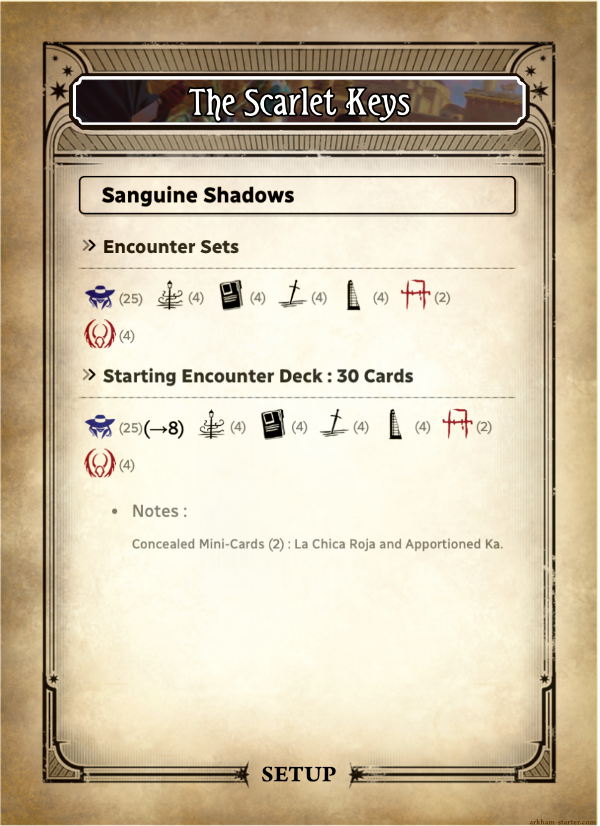 The Scarlet Keys
Sanguine Shadows
» Encounter Sets
(25) (4) (4) (4) (4) (2)
(4)
» Starting Encounter Deck : 30 Cards
(25)(→8) (4) (4) (4) (4) (2)
(4)
• Notes :
Concealed Mini-Cards (2) : La Chica Roja and Apportioned Ka.
SETUP
arkham-starter.com